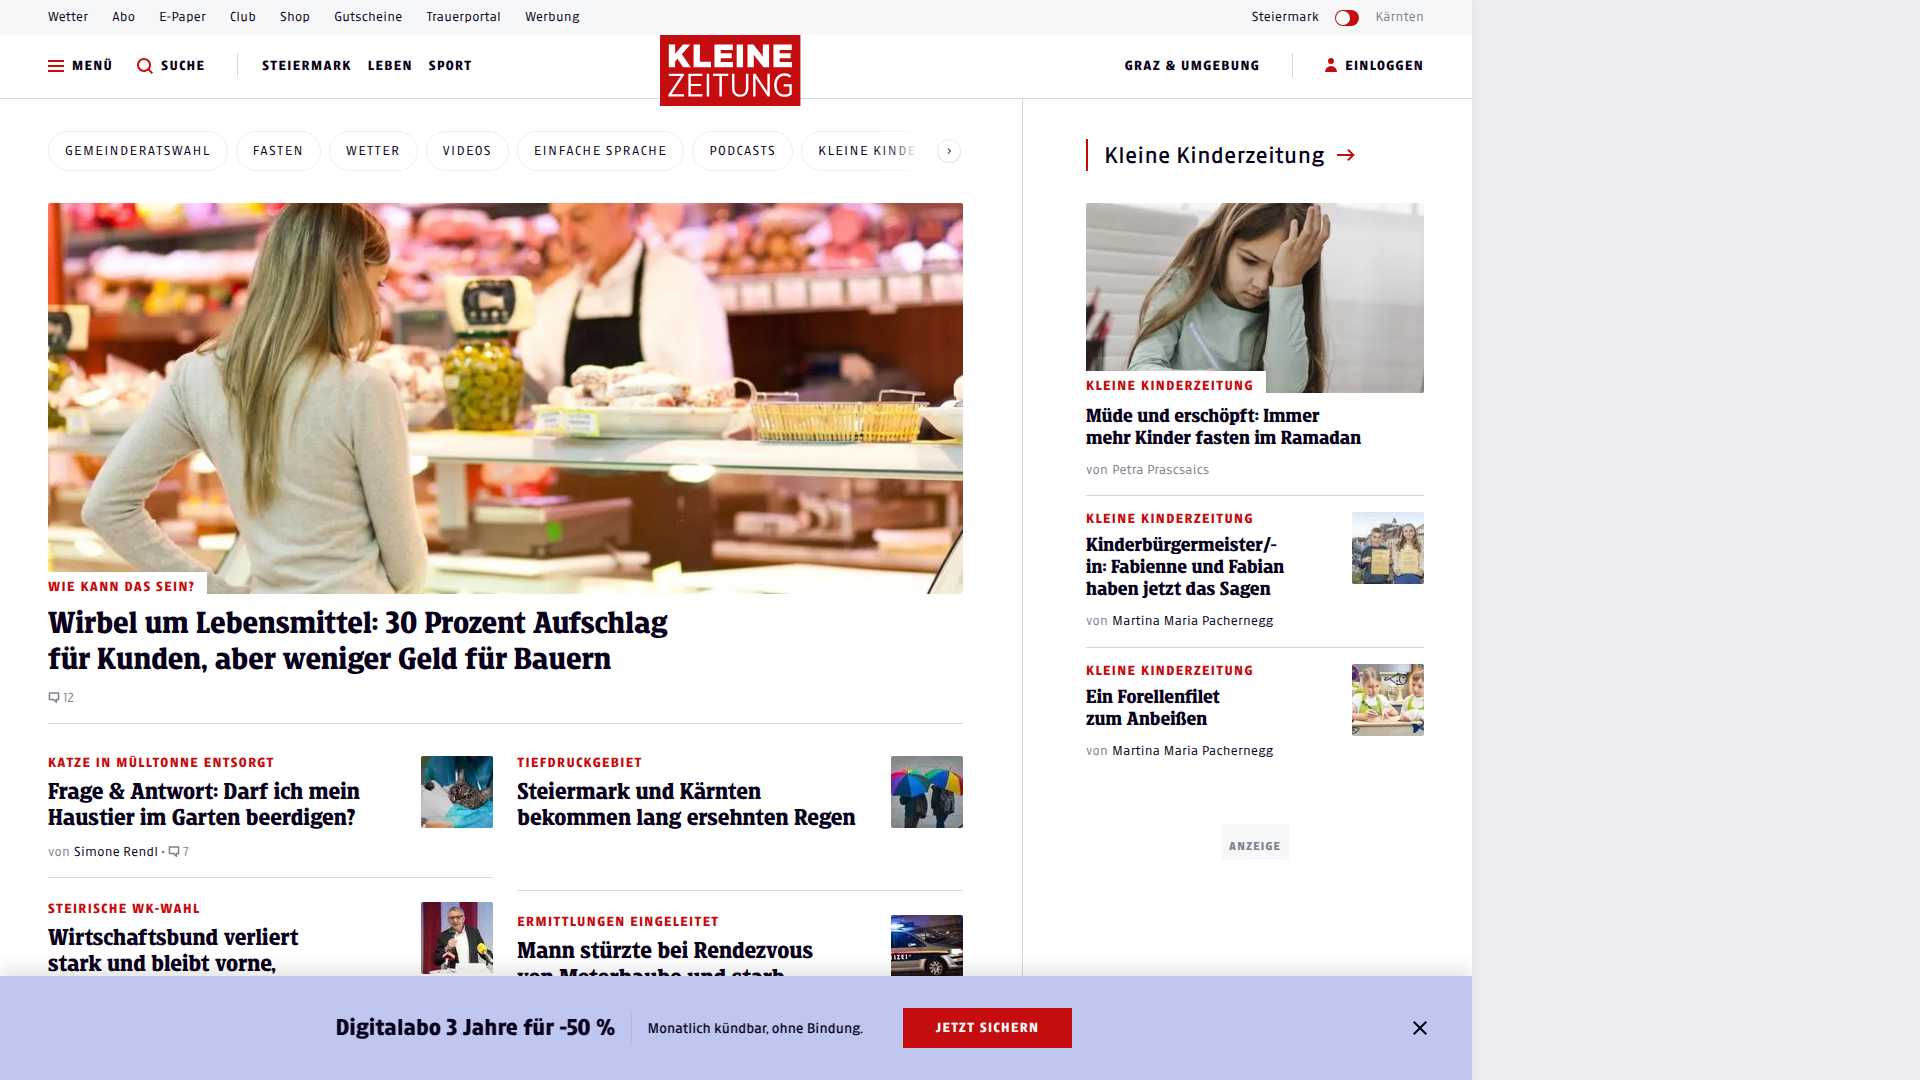 Wetter Abo E-Paper Club Shop Gutscheine Trauerportal Werbung Steiermark Kärnten
MENÜ SUCHE STEIERMARK LEBEN SPORT KLEINE ZEITUNG GRAZ & UMGEBUNG EINLOGGEN
GEMEINDERATSWAHL FASTEN WETTER VIDEOS EINFACHE SPRACHE PODCASTS KLEINE KINDE
WIE KANN DAS SEIN?
Wirbel um Lebensmittel: 30 Prozent Aufschlag
für Kunden, aber weniger Geld für Bauern
12
KATZE IN MÜLLTONNE ENTSORGT
Frage & Antwort: Darf ich mein
Haustier im Garten beerdigen?
von Simone Rendl • 7
TIEFDRUCKGEBIET
Steiermark und Kärnten
bekommen lang ersehnten Regen
STEIRISCHE WK-WAHL
Wirtschaftsbund verliert
stark und bleibt vorne,
ERMITTLUNGEN EINGELEITET
Mann stürzte bei Rendezvous
von Motorhaube und starb
Kleine Kinderzeitung
KLEINE KINDERZEITUNG
Müde und erschöpft: Immer
mehr Kinder fasten im Ramadan
von Petra Prascsaics
KLEINE KINDERZEITUNG
Kinderbürgermeister/-
in: Fabienne und Fabian
haben jetzt das Sagen
von Martina Maria Pachernegg
KLEINE KINDERZEITUNG
Ein Forellenfilet
zum Anbeißen
von Martina Maria Pachernegg
ANZEIGE
Digitalabo 3 Jahre für -50 % Monatlich kündbar, ohne Bindung. JETZT SICHERN